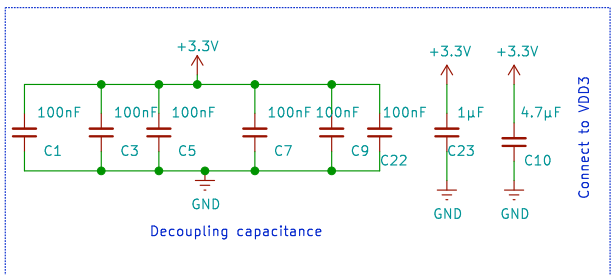 +3.3V
+3.3V
+3.3V
100nF
100nF
100nF
100nF
100nF
100nF
1µF
4.7µF
C1
C3
C5
C7
C9
C22
C23
C10
GND
GND
GND
Decoupling capacitance
Connect to VDD3